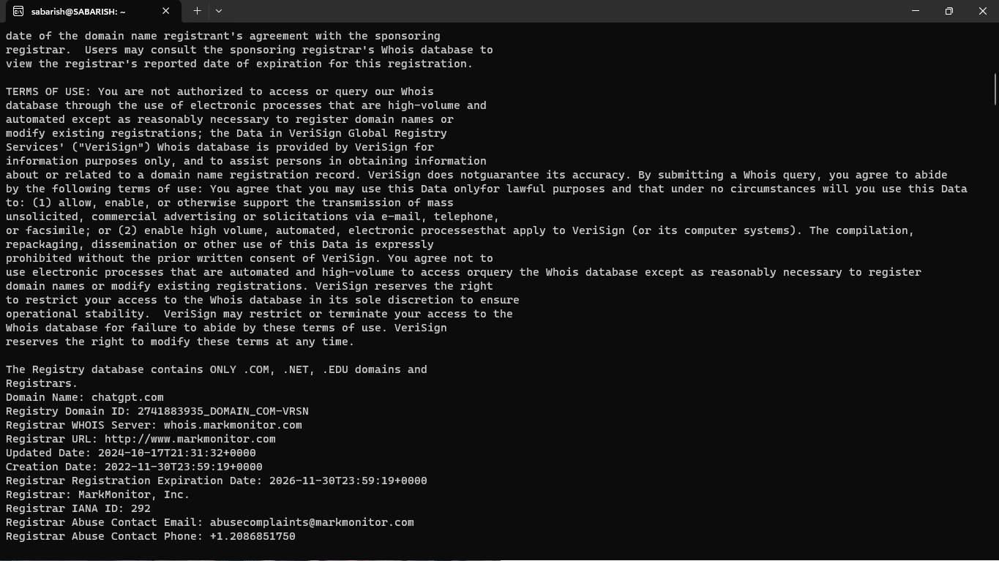 sabarish@SABARISH: ~
date of the domain name registrant's agreement with the sponsoring
registrar.  Users may consult the sponsoring registrar's Whois database to
view the registrar's reported date of expiration for this registration.
TERMS OF USE: You are not authorized to access or query our Whois
database through the use of electronic processes that are high-volume and
automated except as reasonably necessary to register domain names or
modify existing registrations; the Data in VeriSign Global Registry
Services' ("VeriSign") Whois database is provided by VeriSign for
information purposes only, and to assist persons in obtaining information
about or related to a domain name registration record. VeriSign does notguarantee its accuracy. By submitting a Whois query, you agree to abide
by the following terms of use: You agree that you may use this Data onlyfor lawful purposes and that under no circumstances will you use this Data
to: (1) allow, enable, or otherwise support the transmission of mass
unsolicited, commercial advertising or solicitations via e-mail, telephone,
or facsimile; or (2) enable high volume, automated, electronic processesthat apply to VeriSign (or its computer systems). The compilation,
repackaging, dissemination or other use of this Data is expressly
prohibited without the prior written consent of VeriSign. You agree not to
use electronic processes that are automated and high-volume to access orquery the Whois database except as reasonably necessary to register
domain names or modify existing registrations. VeriSign reserves the right
to restrict your access to the Whois database in its sole discretion to ensure
operational stability.  VeriSign may restrict or terminate your access to the
Whois database for failure to abide by these terms of use. VeriSign
reserves the right to modify these terms at any time.
The Registry database contains ONLY .COM, .NET, .EDU domains and
Registrars.
Domain Name: chatgpt.com
Registry Domain ID: 2741883935_DOMAIN_COM-VRSN
Registrar WHOIS Server: whois.markmonitor.com
Registrar URL: http://www.markmonitor.com
Updated Date: 2024-10-17T21:31:32+0000
Creation Date: 2022-11-30T23:59:19+0000
Registrar Registration Expiration Date: 2026-11-30T23:59:19+0000
Registrar: MarkMonitor, Inc.
Registrar IANA ID: 292
Registrar Abuse Contact Email: abusecomplaints@markmonitor.com
Registrar Abuse Contact Phone: +1.2086851750